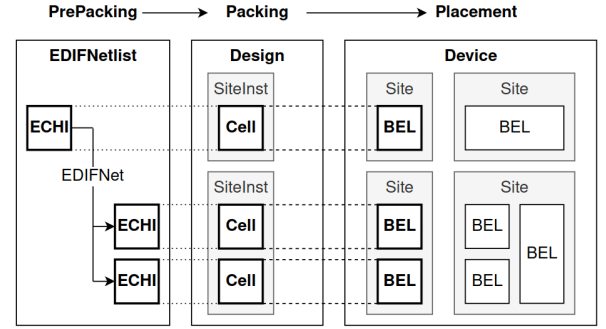 PrePacking Packing Placement
EDIFNetlist Design Device
SiteInst Site Site
ECHI Cell BEL BEL
EDIFNet
SiteInst Site Site
ECHI Cell BEL BEL
BEL
ECHI Cell BEL BEL